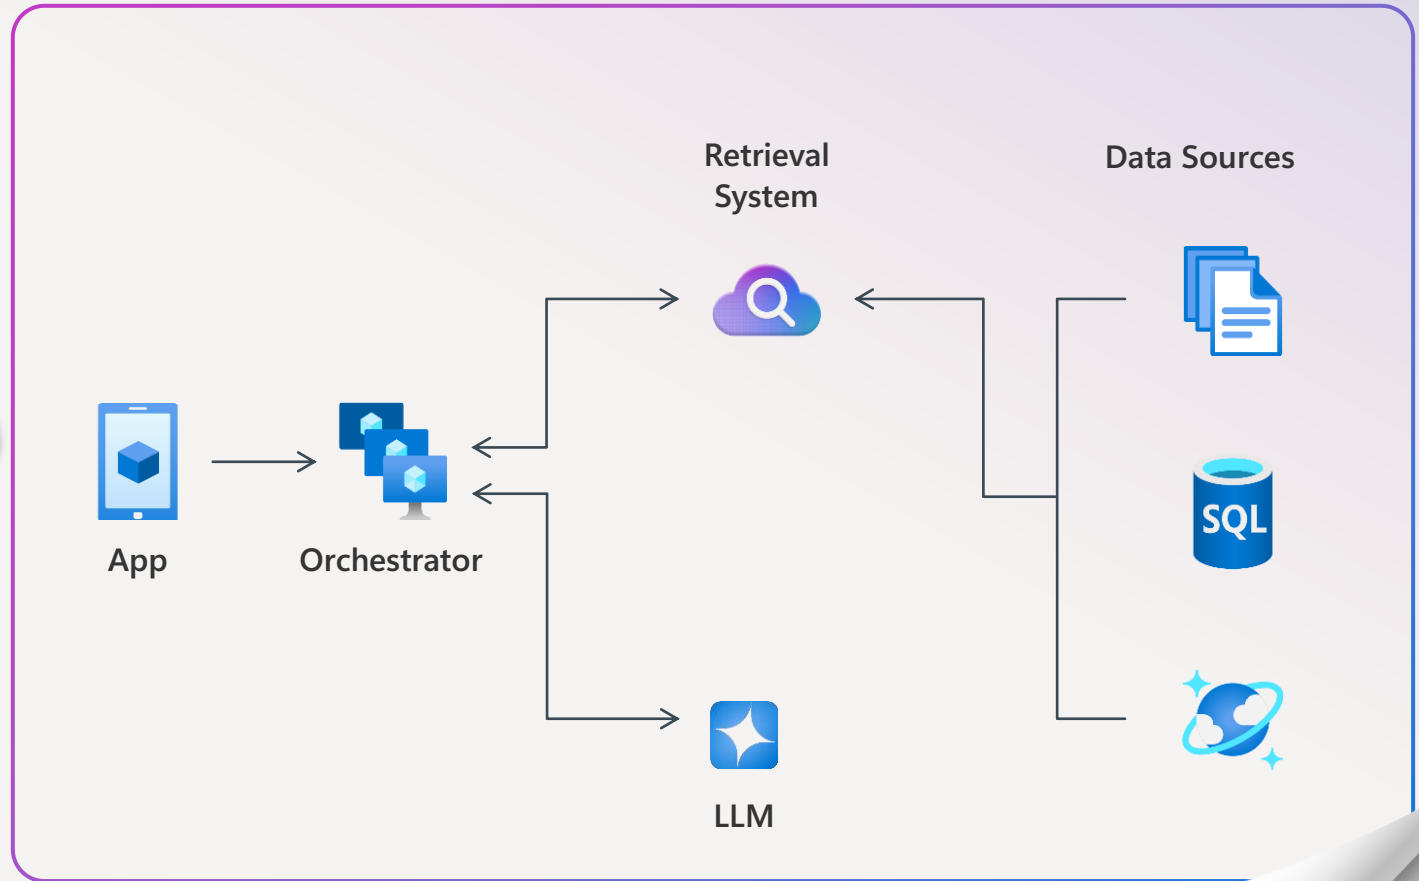 Retrieval
System
Data Sources
SQL
App
Orchestrator
LLM